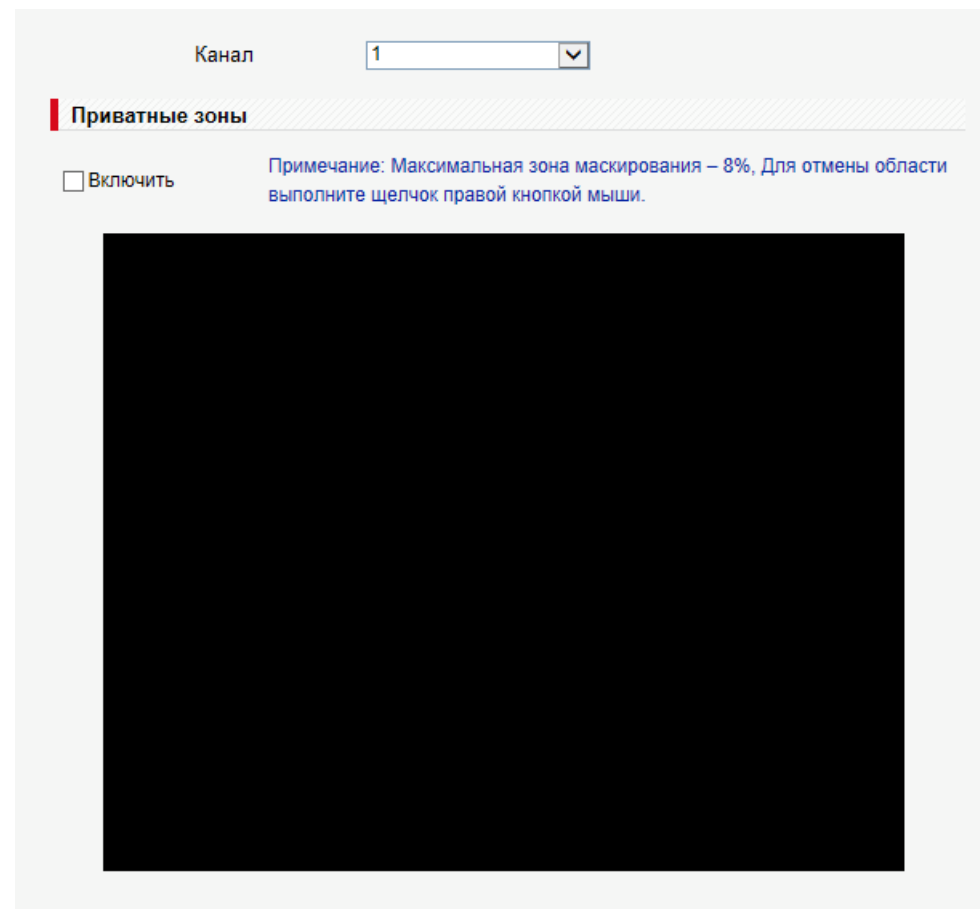 Канал 1
Приватные зоны
Включить
Примечание: Максимальная зона маскирования – 8%, Для отмены области
выполните щелчок правой кнопкой мыши.